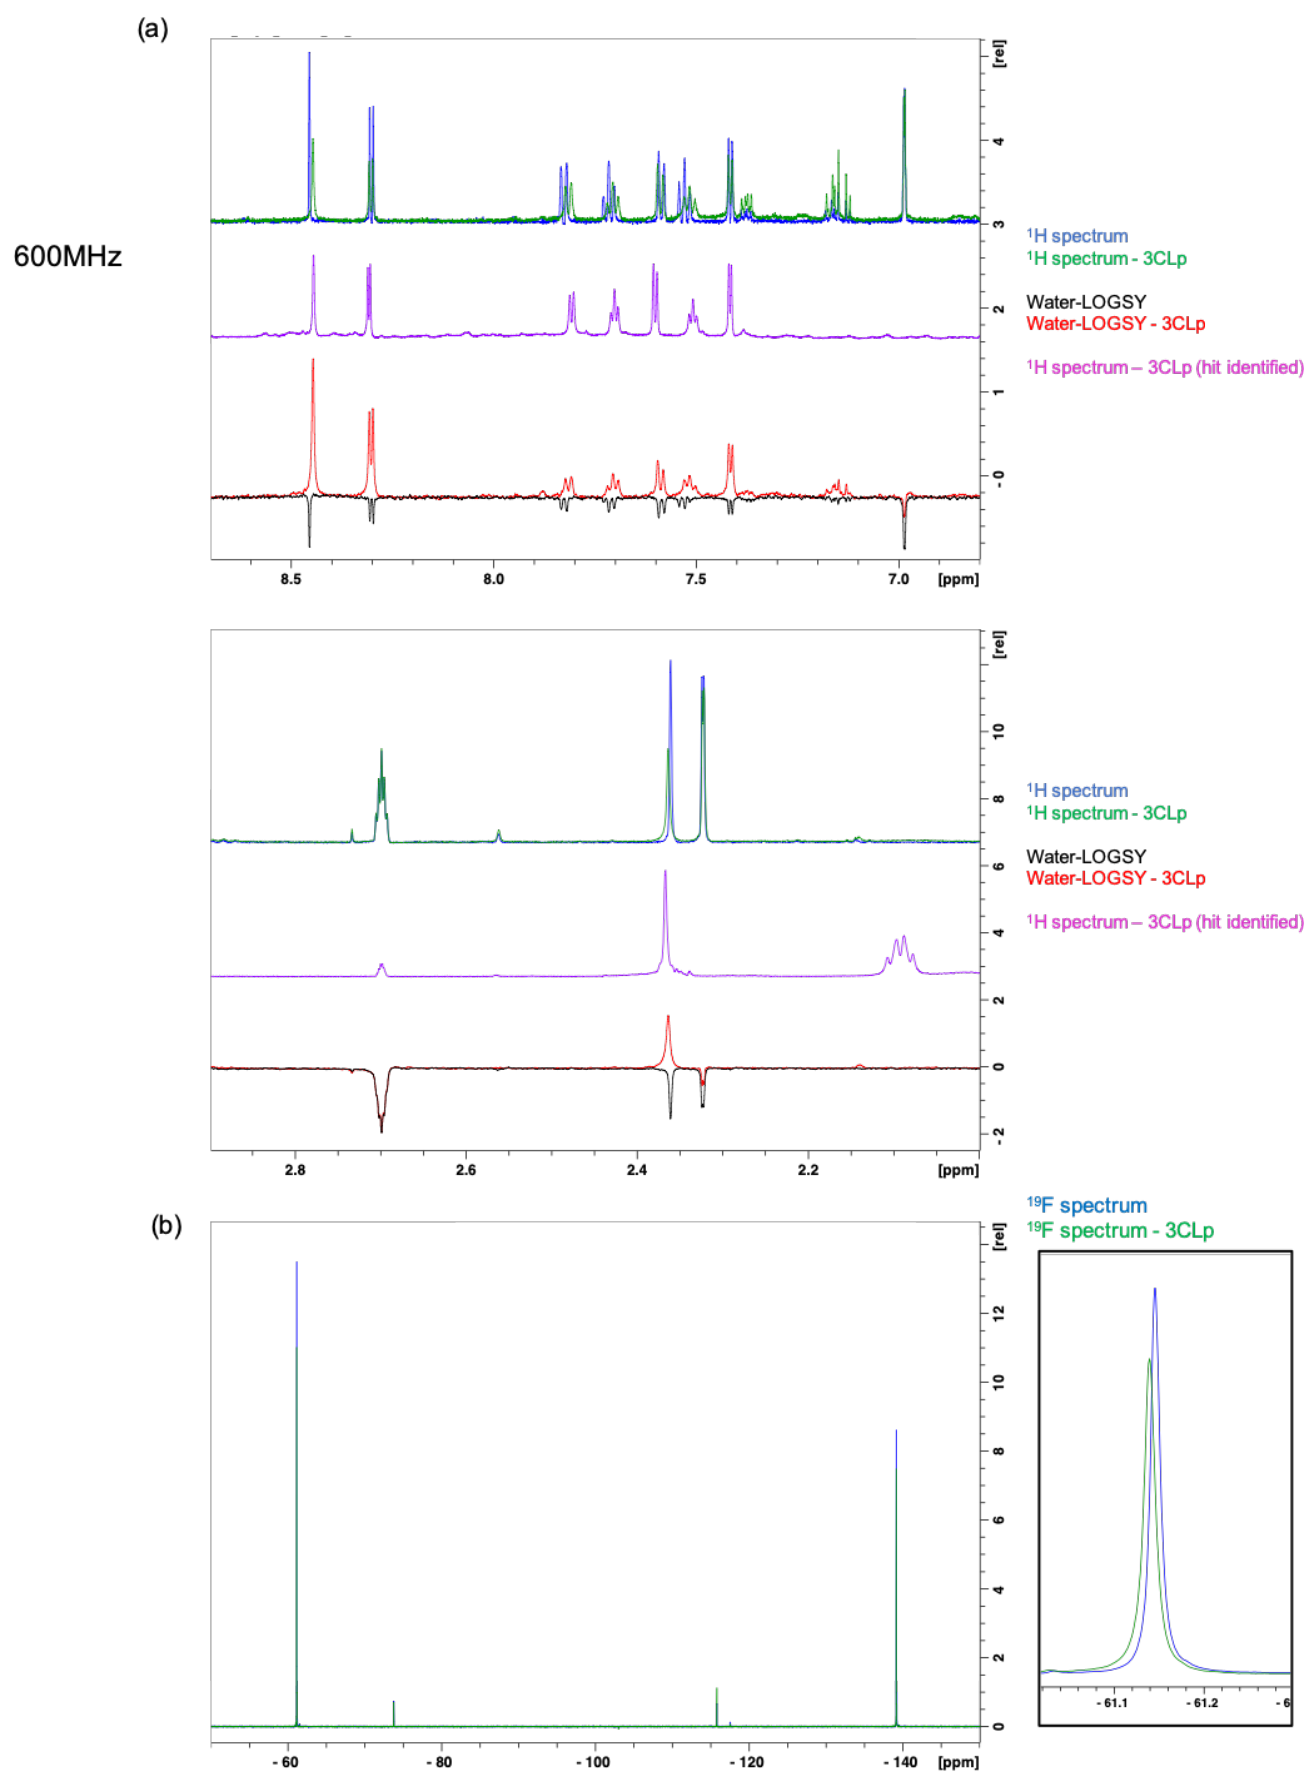 (a)
[rel]
4
3
600MHz
¹H spectrum
¹H spectrum - 3CLp
Water-LOGSY
2
Water-LOGSY - 3CLp
¹H spectrum – 3CLp (hit identified)
1
0
8.5 8.0 7.5 7.0 [ppm]
[rel]
10
¹H spectrum
8
¹H spectrum - 3CLp
Water-LOGSY
6
Water-LOGSY - 3CLp
¹H spectrum – 3CLp (hit identified)
4
2
0
- 2
2.8 2.6 2.4 2.2 [ppm]
¹⁹F spectrum
(b)
¹⁹F spectrum - 3CLp
[rel]
12
10
8
6
4
2
- 61.1 - 61.2 - 6
0
- 60 - 80 - 100 - 120 - 140 [ppm]